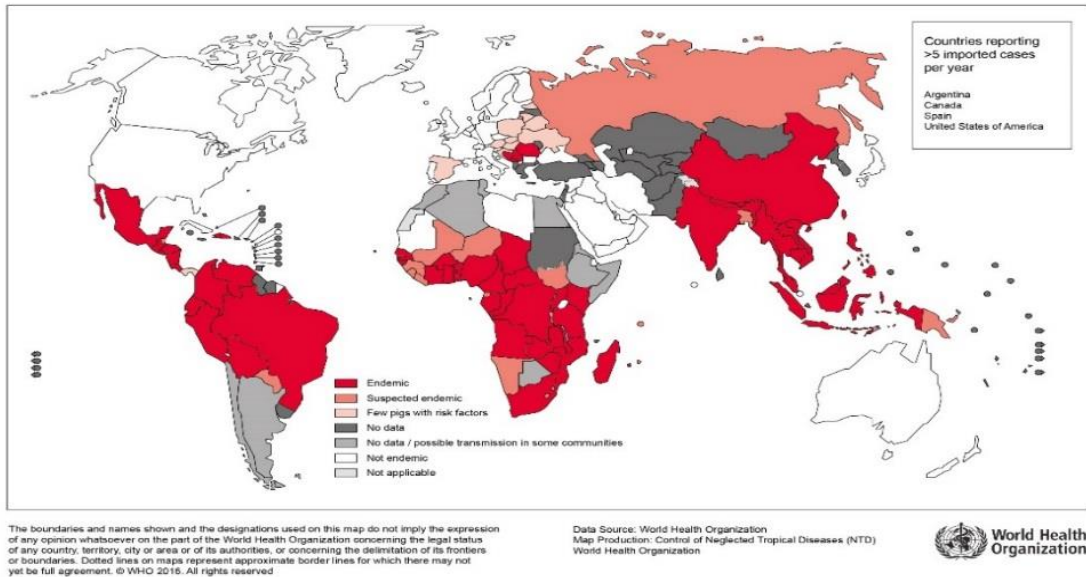 Countries reporting
>5 imported cases
per year
Argentina
Canada
Spain
United States of America
Endemic
Suspected endemic
Few pigs with risk factors
No data
No data / possible transmission in some communities
Not endemic
Not applicable
The boundaries and names shown and the designations used on this map do not imply the expression
of any opinion whatsoever on the part of the World Health Organization concerning the legal status
of any country, territory, city or area or of its authorities, or concerning the delimitation of its frontiers
or boundaries. Dotted lines on maps represent approximate border lines for which there may not
yet be full agreement. © WHO 2016. All rights reserved
Data Source: World Health Organization
Map Production: Control of Neglected Tropical Diseases (NTD)
World Health Organization
World Health
Organization